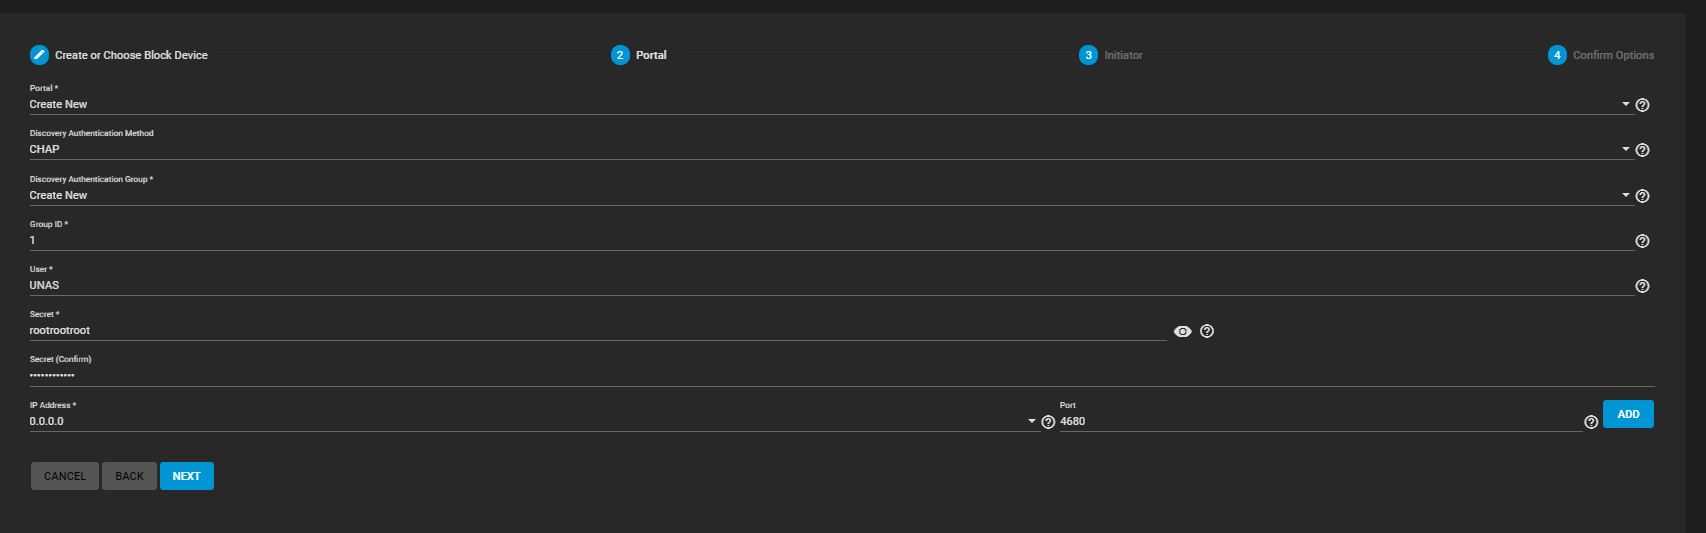 Create or Choose Block Device
2 Portal
3 Initiator
4 Confirm Options
Portal *
Create New
Discovery Authentication Method
CHAP
Discovery Authentication Group *
Create New
Group ID *
1
User *
UNAS
Secret *
rootrootroot
Secret (Confirm)
••••••••••••
IP Address *
0.0.0.0
Port
4680
ADD
CANCEL
BACK
NEXT